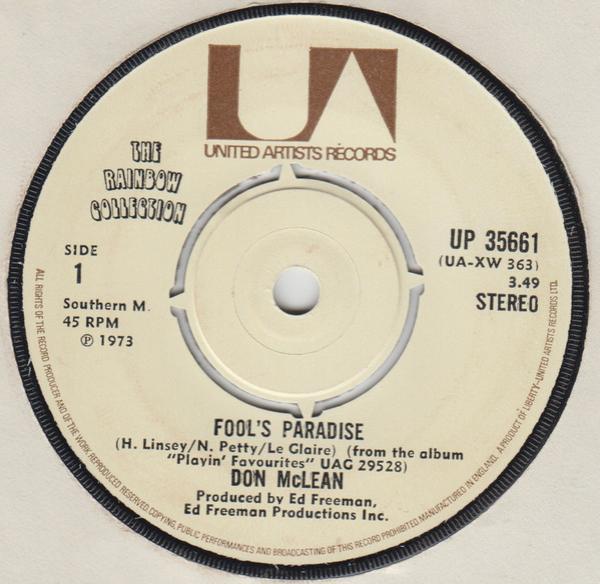 UA
UNITED ARTISTS RECORDS
THE
RAINBOW
COLLECTION
SIDE
1
Southern M.
45 RPM
Ⓟ 1973
UP 35661
(UA-XW 363)
3.49
STEREO
FOOL'S PARADISE
(H. Linsey/N. Petty/Le Glaire) (from the album
"Playin' Favourites" UAG 29528)
DON McLEAN
Produced by Ed Freeman,
Ed Freeman Productions Inc.
ALL RIGHTS OF THE RECORD PRODUCER AND OF THE WORK REPRODUCED RESERVED. COPYING, PUBLIC PERFORMANCES AND BROADCASTING OF THIS RECORD PROHIBITED. MANUFACTURED IN ENGLAND. A PRODUCT OF LIBERTY-UNITED ARTISTS RECORDS LTD.